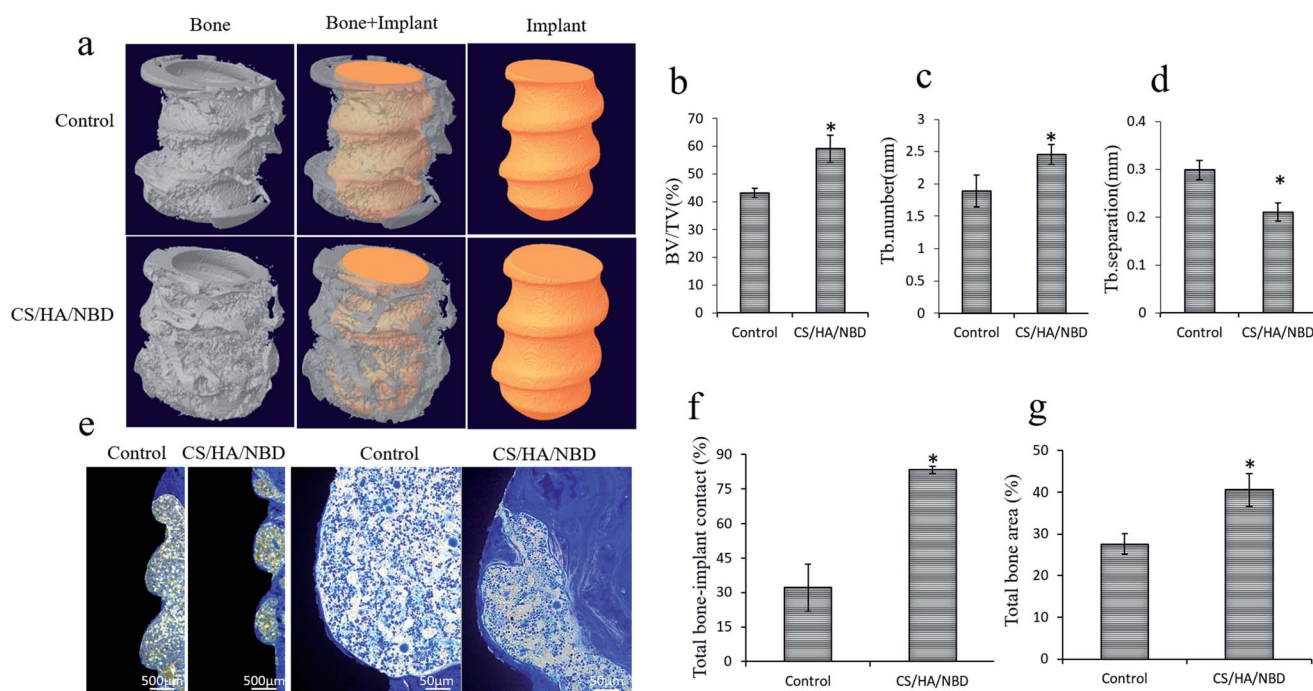 a
Bone
Bone+Implant
Implant
Control
CS/HA/NBD
b
BV/TV(%)
70
60
50
40
30
20
10
0
*
Control
CS/HA/NBD
c
Tb.number(mm)
3
2.5
2
1.5
1
0.5
0
*
Control
CS/HA/NBD
d
Tb.separation(mm)
0.4
0.3
0.2
0.1
0
*
Control
CS/HA/NBD
e
Control
CS/HA/NBD
Control
CS/HA/NBD
500μm
500μm
50μm
50μm
f
Total bone-implant contact (%)
90
75
60
45
30
15
0
*
Control
CS/HA/NBD
g
Total bone area (%)
50
40
30
20
10
0
*
Control
CS/HA/NBD